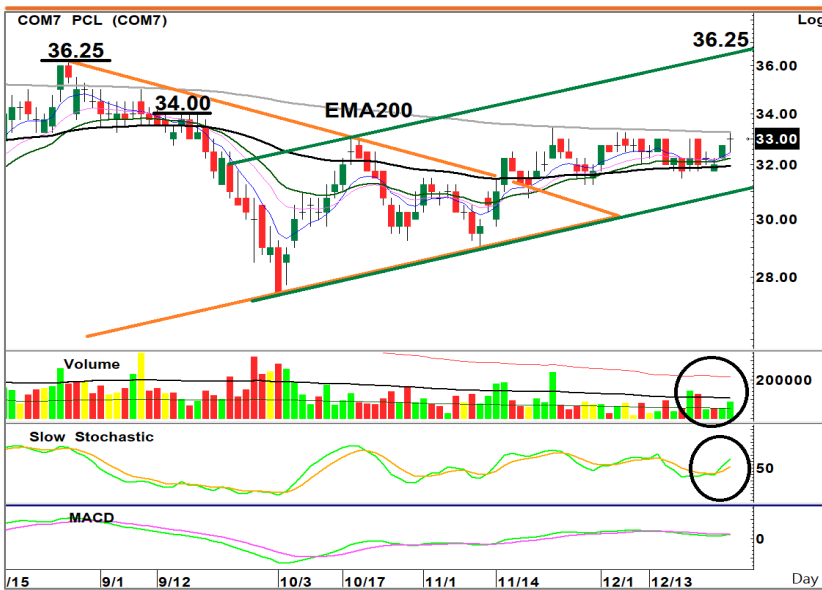 COM7 PCL (COM7) Log
36.25
36.25
36.00
34.00
34.00
EMA200
33.00
32.00
30.00
28.00
Volume
200000
Slow Stochastic
50
MACD
0
/15 9/1 9/12 10/3 10/17 11/1 11/14 12/1 12/13 Day